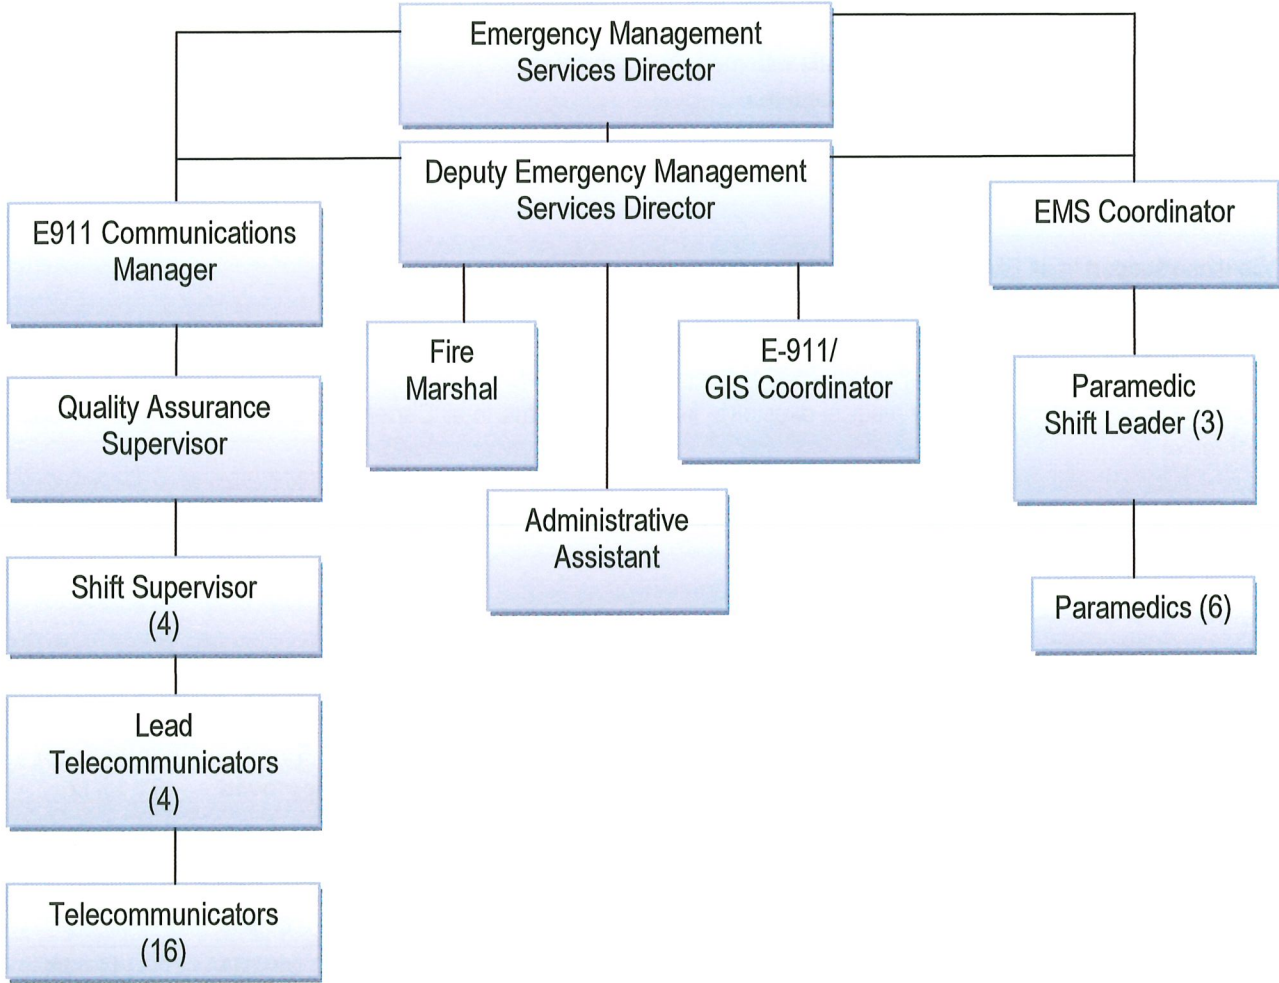 Emergency Management
Services Director
Deputy Emergency Management
Services Director
E911 Communications
Manager
EMS Coordinator
Fire
Marshal
E-911/
GIS Coordinator
Paramedic
Shift Leader (3)
Quality Assurance
Supervisor
Administrative
Assistant
Shift Supervisor
(4)
Paramedics (6)
Lead
Telecommunicators
(4)
Telecommunicators
(16)